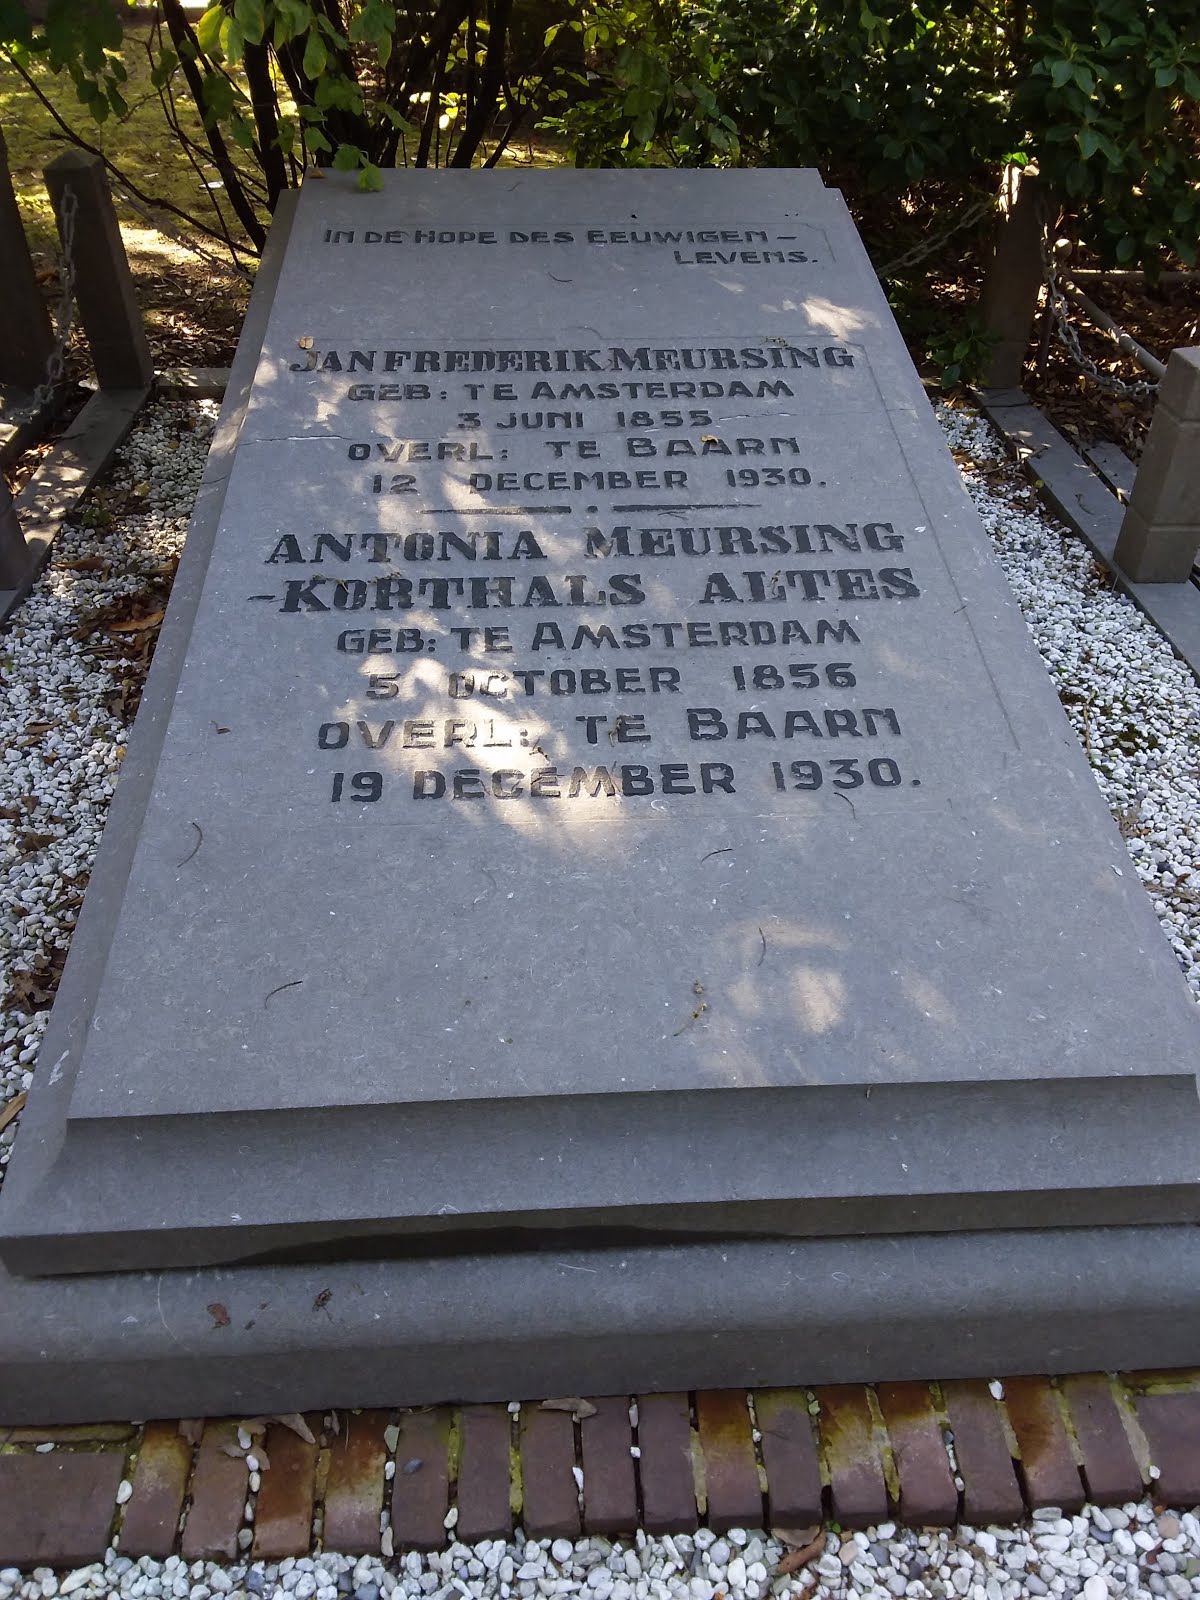 IN DE HOPE DES EEUWIGEN-
LEVENS.
JAN FREDERIK MEURSING
GEB: TE AMSTERDAM
3 JUNI 1855
OVERL: TE BAARN
12 DECEMBER 1930.
ANTONIA MEURSING
-KORTHALS ALTES
GEB: TE AMSTERDAM
5 OCTOBER 1856
OVERL: TE BAARN
19 DECEMBER 1930.